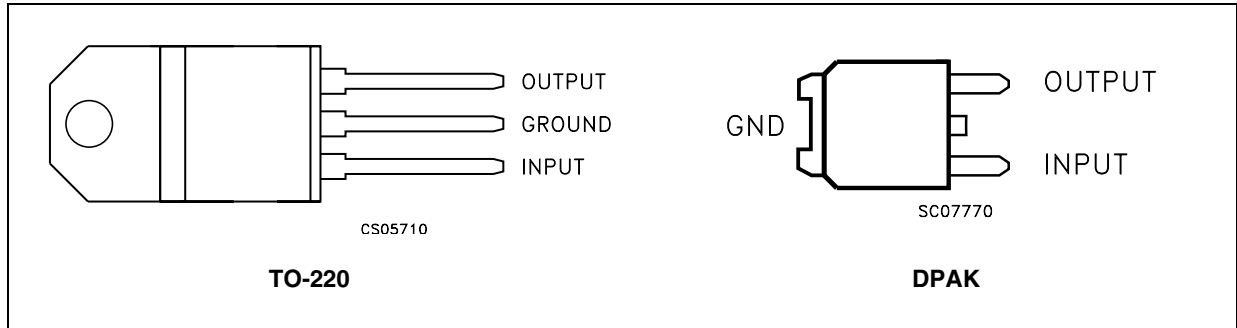 OUTPUT
GROUND
INPUT
CS05710
TO-220
GND
OUTPUT
INPUT
SC07770
DPAK